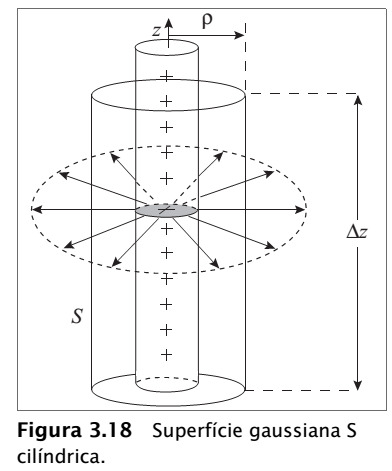 z
ρ
Δz
S
Figura 3.18 Superfície gaussiana S
cilíndrica.